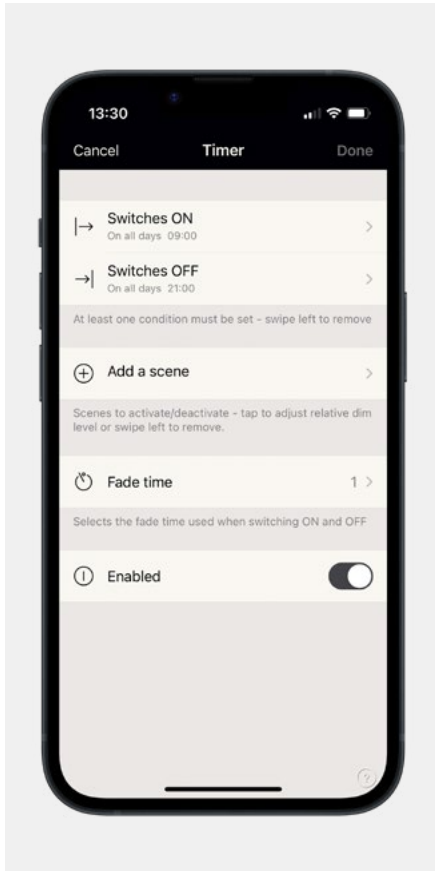 13:30
Cancel Timer Done
Switches ON
On all days 09:00
Switches OFF
On all days 21:00
At least one condition must be set - swipe left to remove
Add a scene
Scenes to activate/deactivate - tap to adjust relative dim
level or swipe left to remove.
Fade time 1
Selects the fade time used when switching ON and OFF
Enabled
?